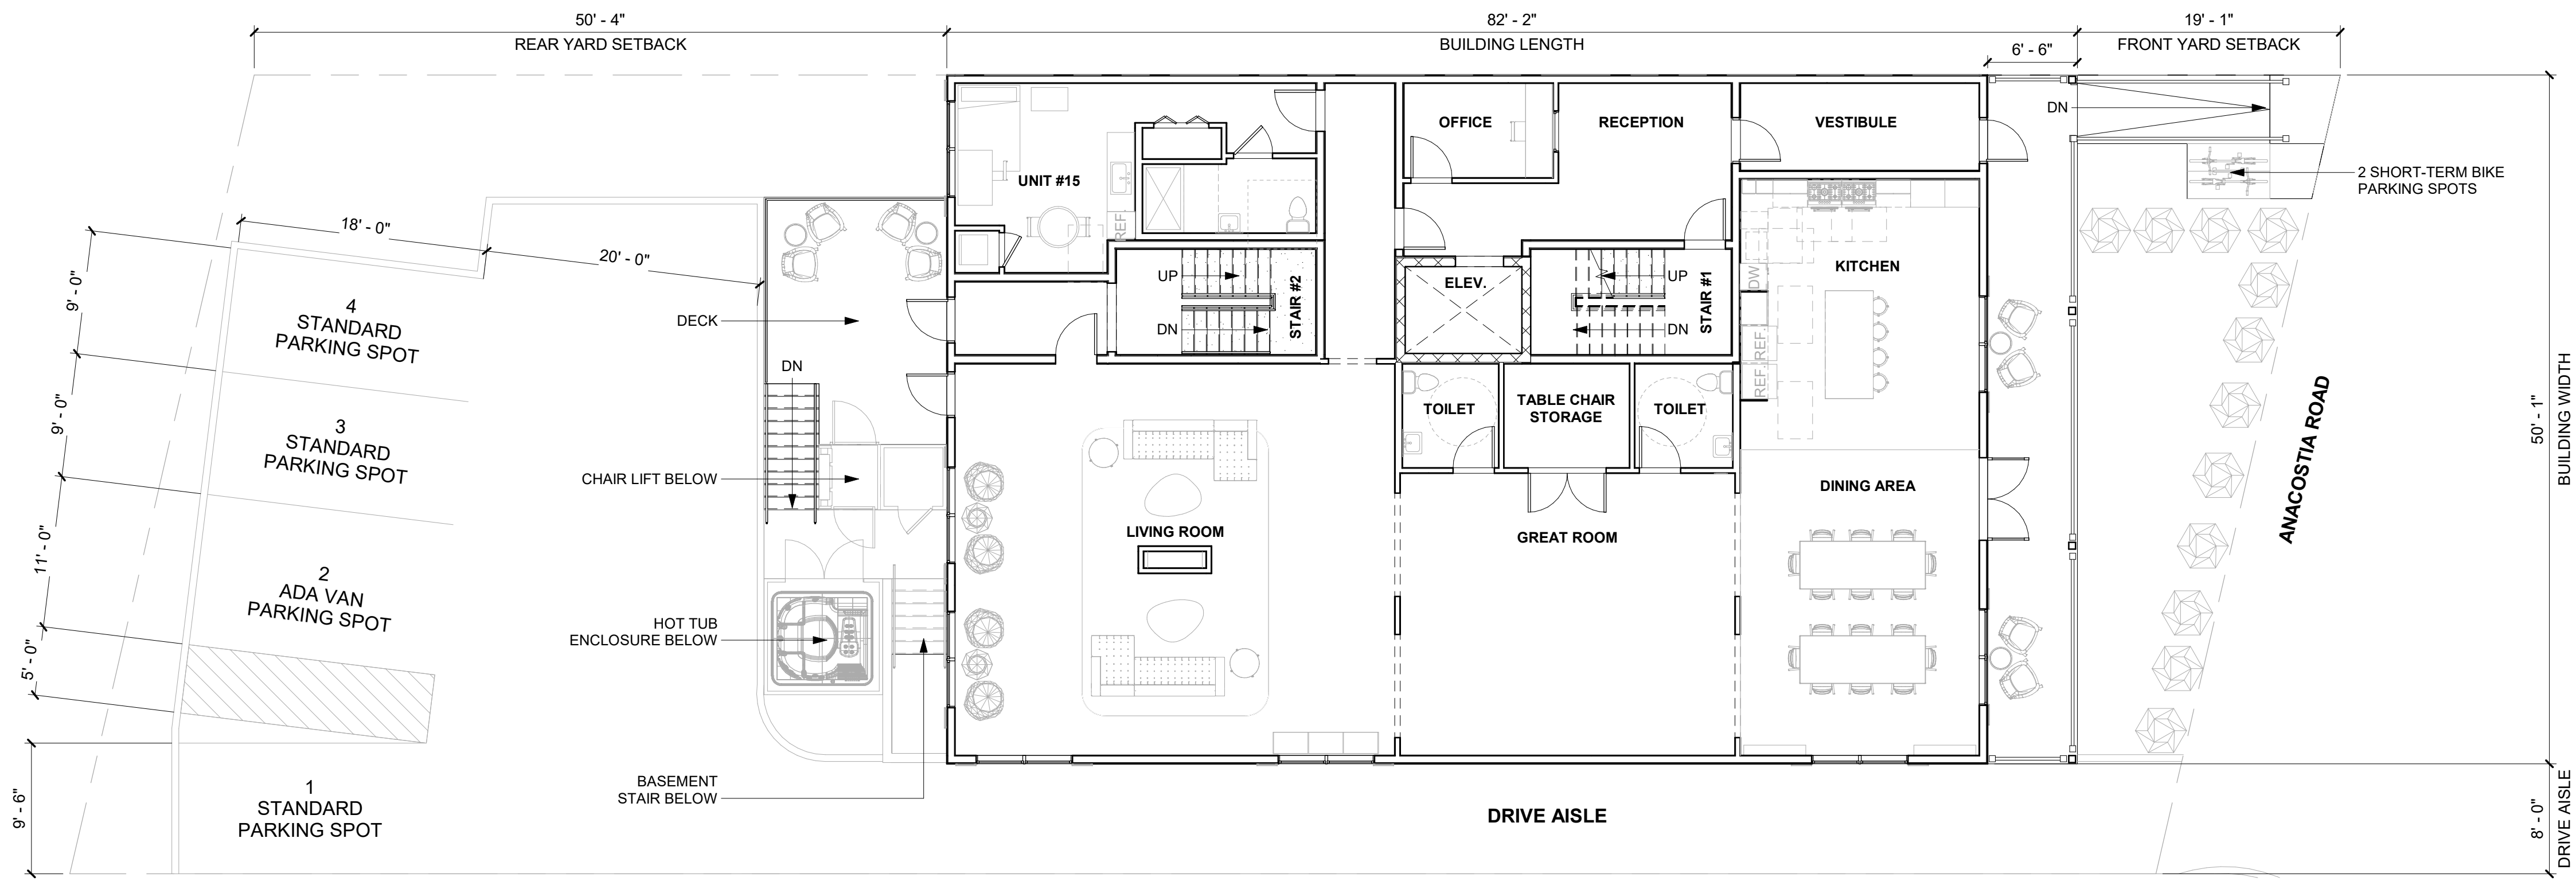 50' - 4"
REAR YARD SETBACK
82' - 2"
BUILDING LENGTH
19' - 1"
FRONT YARD SETBACK
6' - 6"
DN
OFFICE
RECEPTION
VESTIBULE
UNIT #15
REF.
2 SHORT-TERM BIKE
PARKING SPOTS
18' - 0"
20' - 0"
9' - 0"
4
STANDARD
PARKING SPOT
DECK
UP
DN
STAIR #2
ELEV.
UP
DN
STAIR #1
KITCHEN
DW
REF.
REF.
DN
9' - 0"
3
STANDARD
PARKING SPOT
CHAIR LIFT BELOW
TOILET
TABLE CHAIR
STORAGE
TOILET
ANACOSTIA ROAD
50' - 1"
BUILDING WIDTH
DINING AREA
LIVING ROOM
GREAT ROOM
11' - 0"
2
ADA VAN
PARKING SPOT
HOT TUB
ENCLOSURE BELOW
5' - 0"
BASEMENT
STAIR BELOW
9' - 6"
1
STANDARD
PARKING SPOT
DRIVE AISLE
8' - 0"
DRIVE AISLE